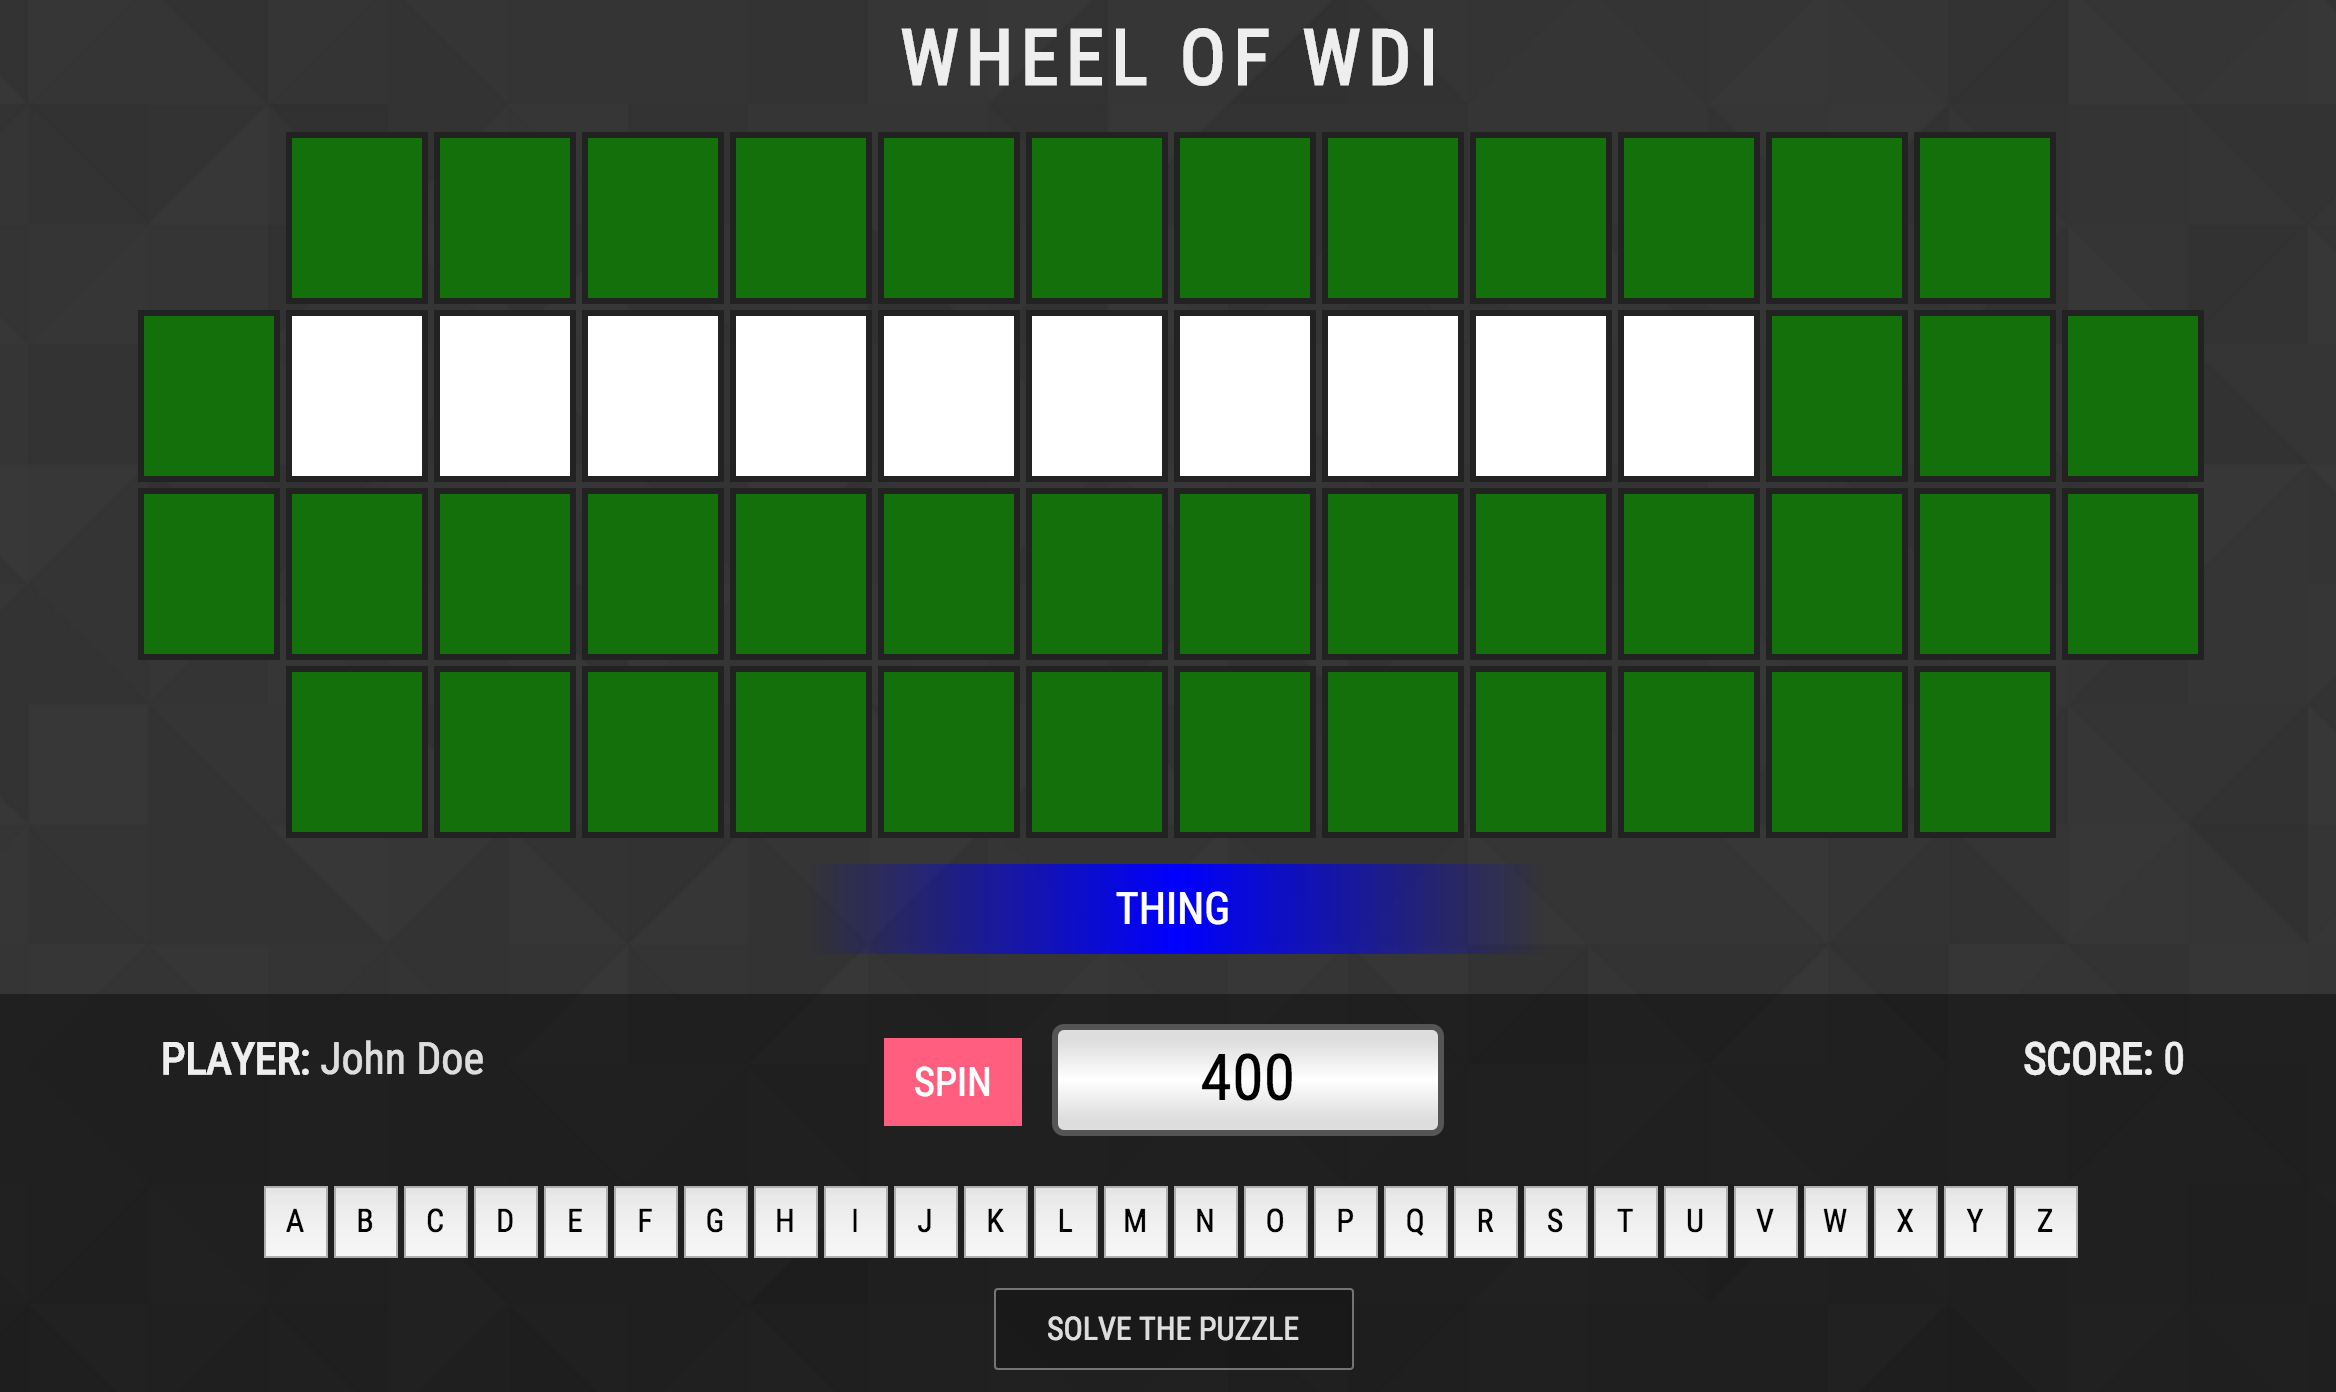 WHEEL OF WDI
THING
PLAYER: John Doe
SPIN
400
SCORE: 0
A B C D E F G H I J K L M N O P Q R S T U V W X Y Z
SOLVE THE PUZZLE